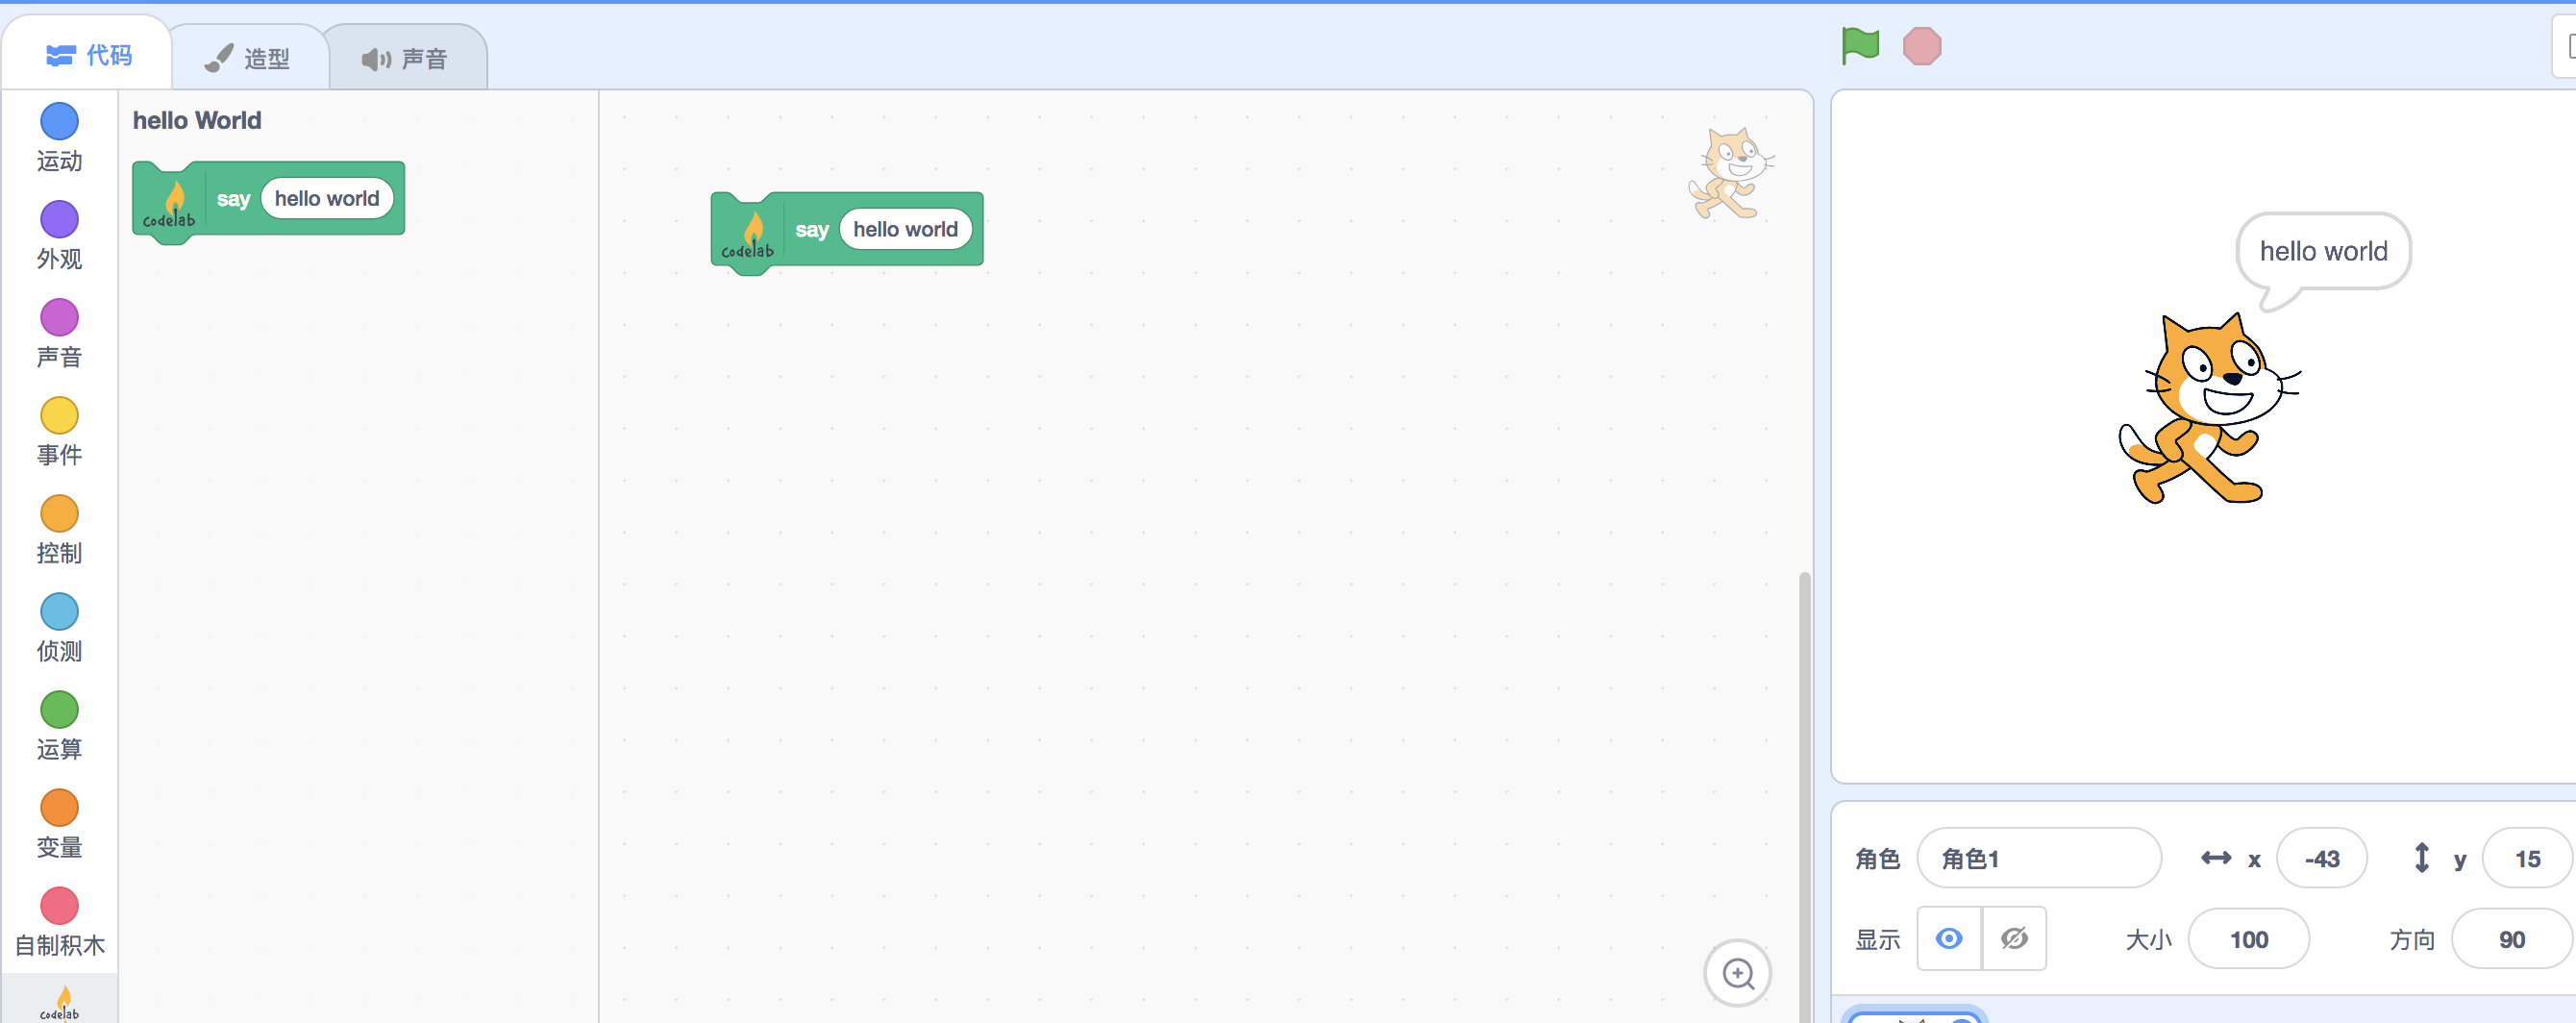 代码
造型
声音
运动
外观
声音
事件
控制
侦测
运算
变量
自制积木
codelab
hello World
codelab say hello world
codelab say hello world
hello world
角色 角色1 x -43 y 15
显示 大小 100 方向 90